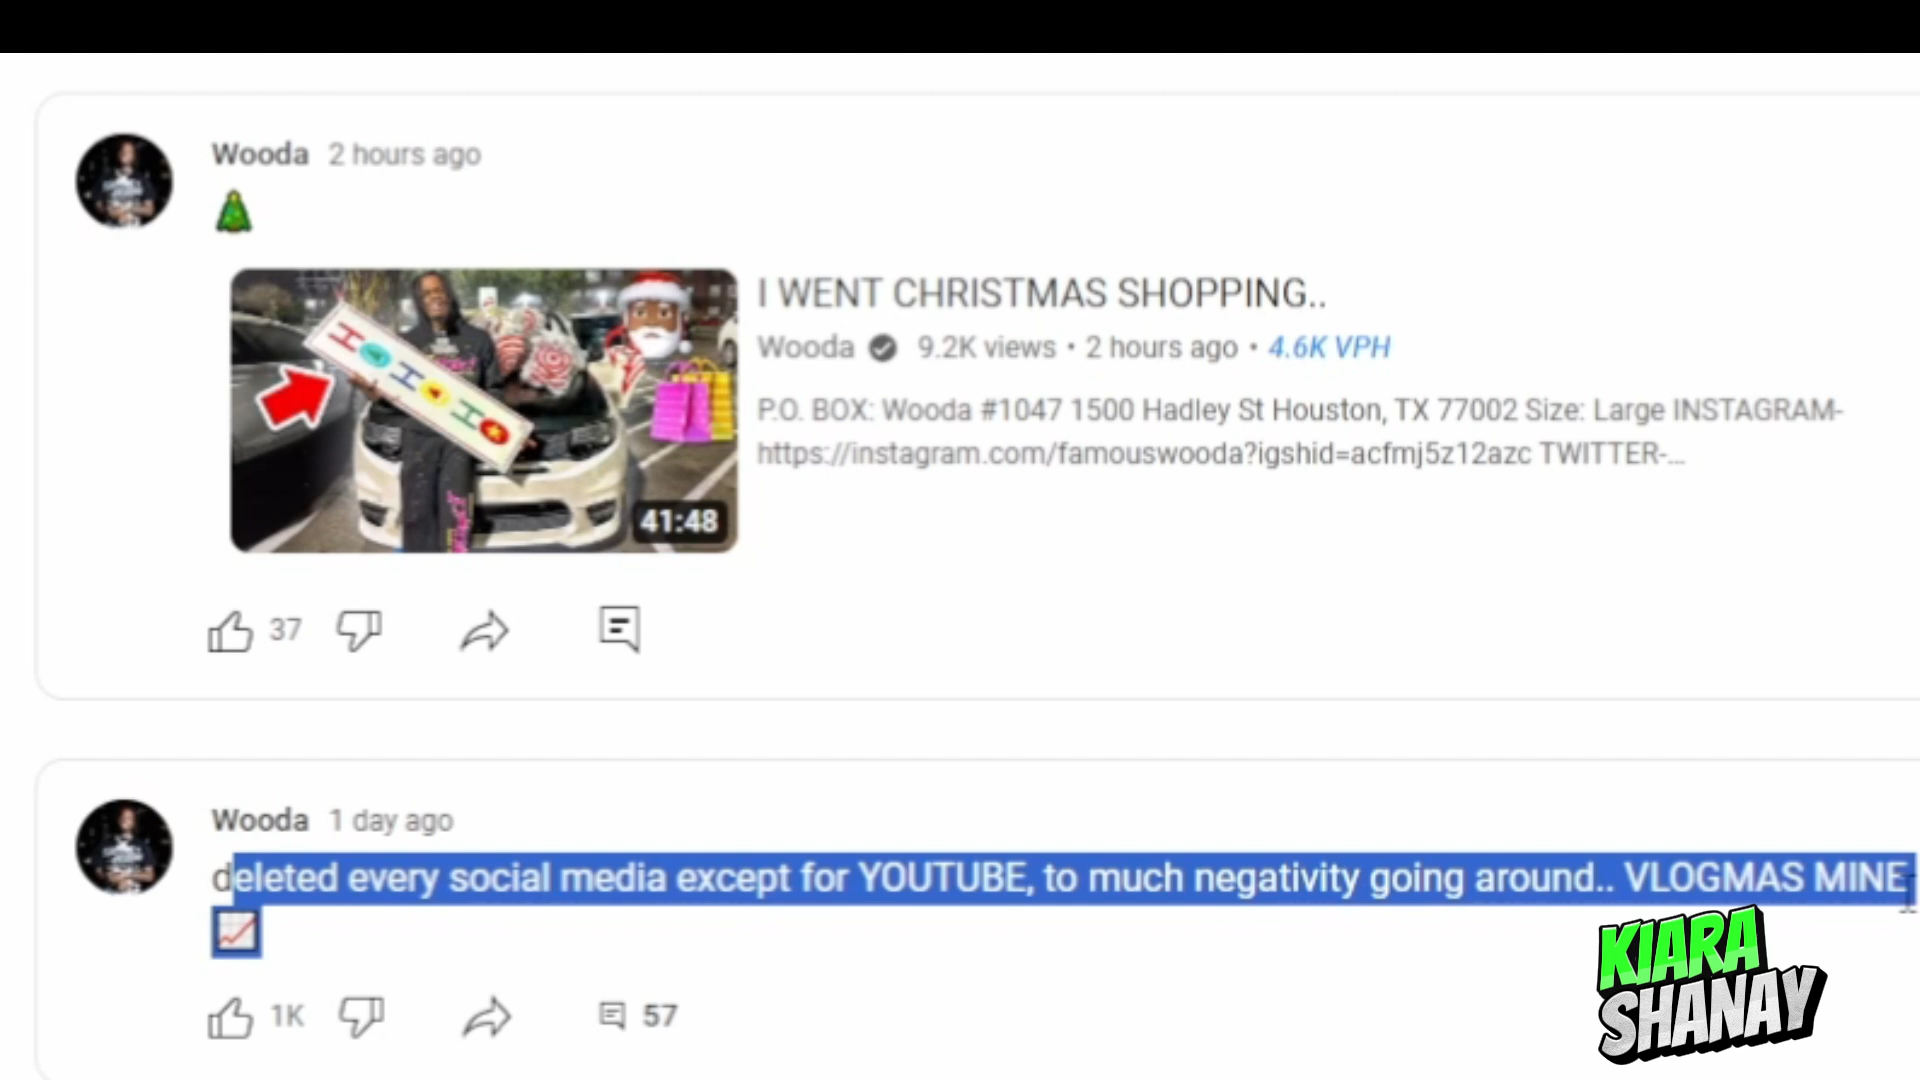 Wooda 2 hours ago
HO HO HO
41:48
I WENT CHRISTMAS SHOPPING..
Wooda 9.2K views • 2 hours ago • 4.6K VPH
P.O. BOX: Wooda #1047 1500 Hadley St Houston, TX 77002 Size: Large INSTAGRAM-
https://instagram.com/famouswooda?igshid=acfmj5z12azc TWITTER-...
37
Wooda 1 day ago
deleted every social media except for YOUTUBE, to much negativity going around.. VLOGMAS MINE
1K
57
KIARA
SHANAY